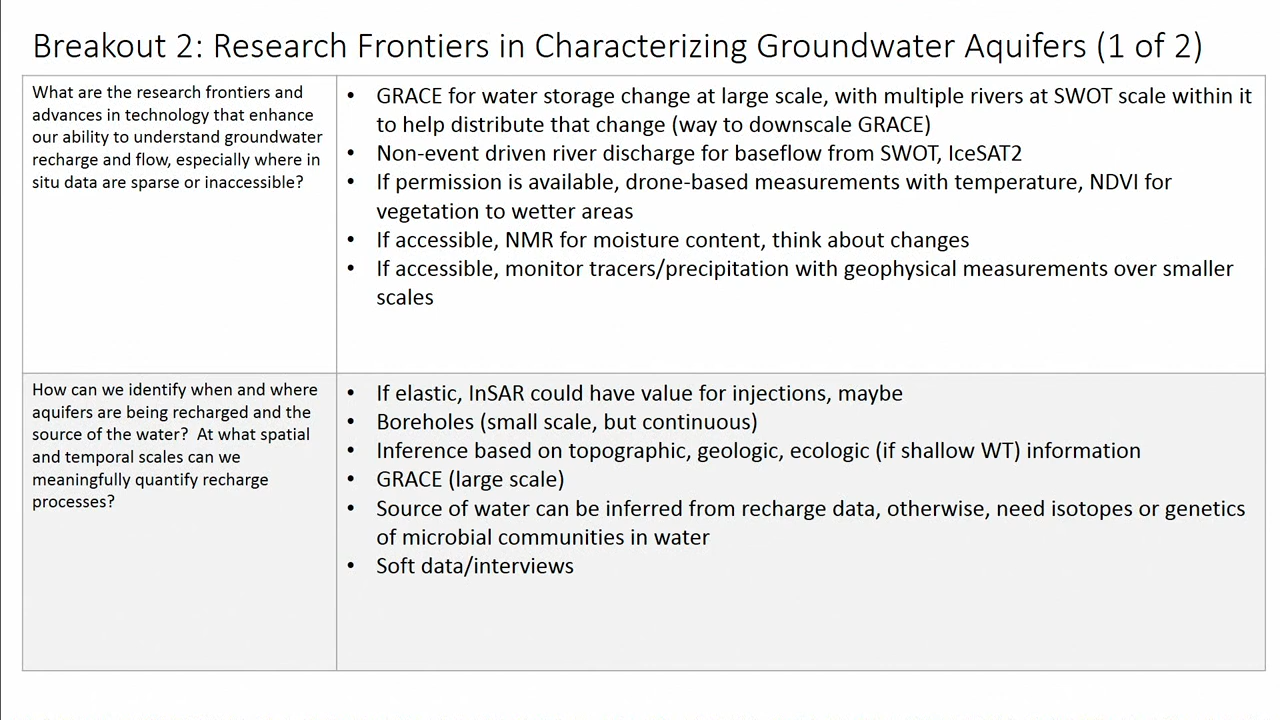 Breakout 2: Research Frontiers in Characterizing Groundwater Aquifers (1 of 2)
What are the research frontiers and
advances in technology that enhance
our ability to understand groundwater
recharge and flow, especially where in
situ data are sparse or inaccessible?
• GRACE for water storage change at large scale, with multiple rivers at SWOT scale within it
to help distribute that change (way to downscale GRACE)
• Non-event driven river discharge for baseflow from SWOT, IceSAT2
• If permission is available, drone-based measurements with temperature, NDVI for
vegetation to wetter areas
• If accessible, NMR for moisture content, think about changes
• If accessible, monitor tracers/precipitation with geophysical measurements over smaller
scales
How can we identify when and where
aquifers are being recharged and the
source of the water?  At what spatial
and temporal scales can we
meaningfully quantify recharge
processes?
• If elastic, InSAR could have value for injections, maybe
• Boreholes (small scale, but continuous)
• Inference based on topographic, geologic, ecologic (if shallow WT) information
• GRACE (large scale)
• Source of water can be inferred from recharge data, otherwise, need isotopes or genetics
of microbial communities in water
• Soft data/interviews